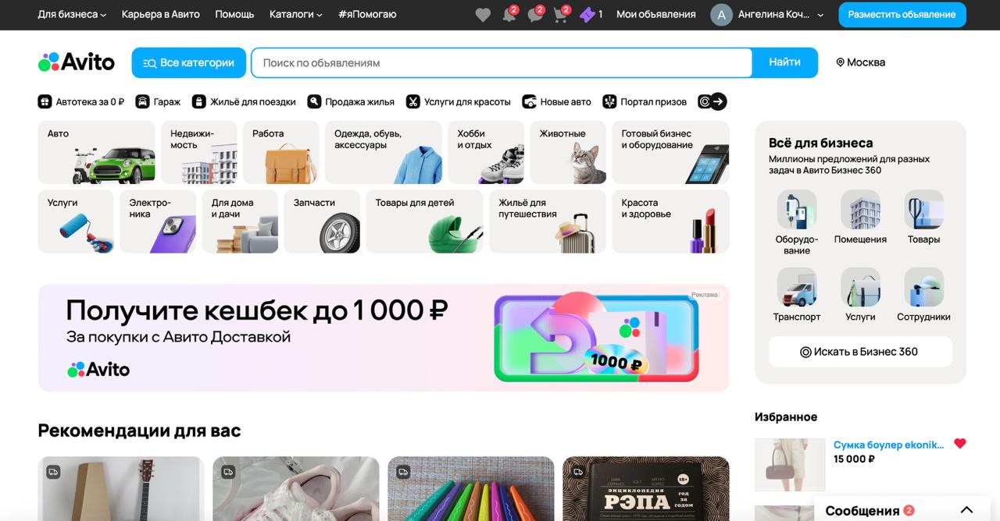 Для бизнеса
Карьера в Авито
Помощь
Каталоги
#яПомогаю
2
2
2
1
Мои объявления
А
Ангелина Коч...
Разместить объявление
Avito
Все категории
Поиск по объявлениям
Найти
Москва
Автотека за 0 ₽
Гараж
Жильё для поездки
Продажа жилья
Услуги для красоты
Новые авто
Портал призов
Авто
Недвижи-
мость
Работа
Одежда, обувь,
аксессуары
Хобби
и отдых
Животные
Готовый бизнес
и оборудование
Услуги
Электро-
ника
Для дома
и дачи
Запчасти
Товары для детей
Жильё для
путешествия
Красота
и здоровье
Всё для бизнеса
Миллионы предложений для разных
задач в Авито Бизнес 360
Оборудо-
вание
Помещения
Товары
Транспорт
Услуги
Сотрудники
Искать в Бизнес 360
Получите кешбек до 1 000 ₽
За покупки с Авито Доставкой
Avito
1000 ₽
Реклама
Рекомендации для вас
18+
ЭНЦИКЛОПЕДИЯ
РЭПА
ГОД
ЗА
ГОДОМ
Избранное
Сумка боулер ekonik...
15 000 ₽
Сообщения 2